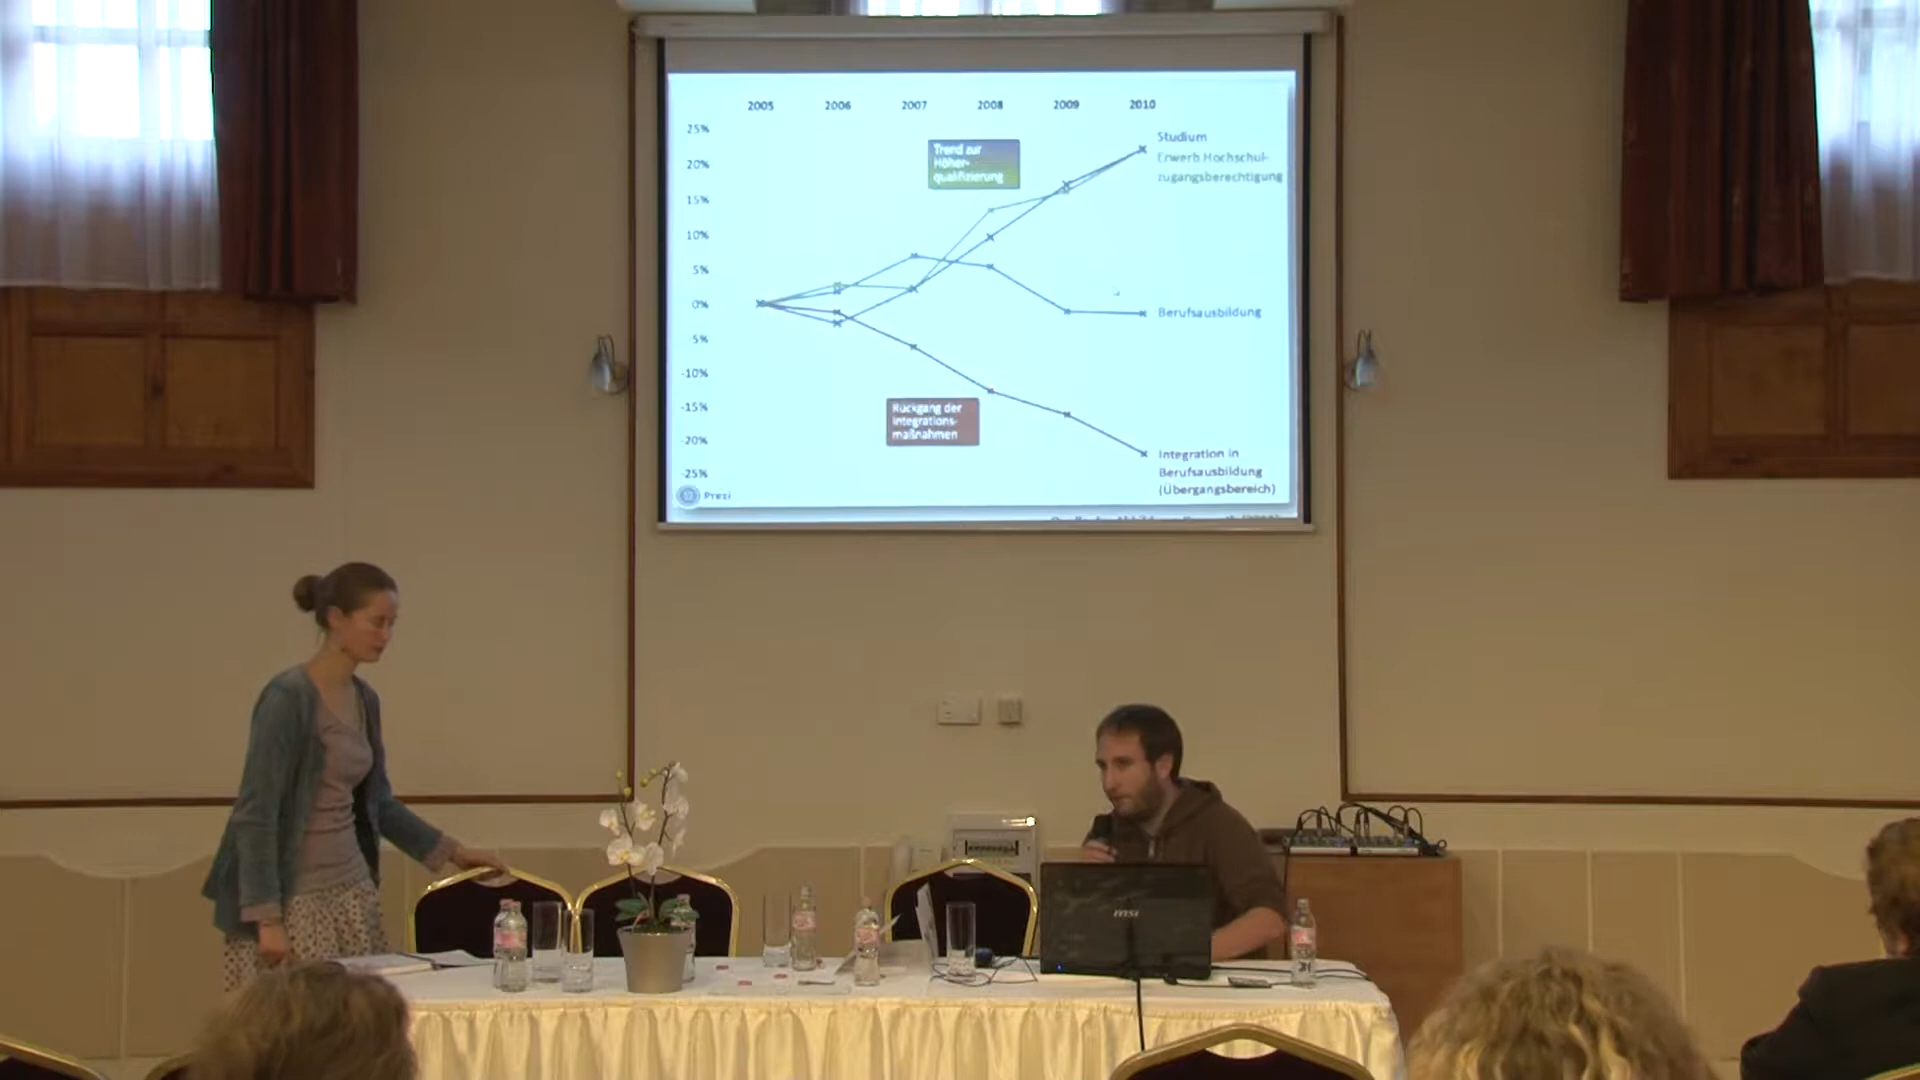 2005 2006 2007 2008 2009 2010
25%
20%
15%
10%
5%
0%
5%
-10%
-15%
-20%
-25%
Trend zur
Höher-
qualifizierung
Rückgang der
Integrations-
maßnahmen
Studium
Erwerb Hochschul-
zugangsberechtigung
Berufsausbildung
Integration in
Berufsausbildung
(Übergangsbereich)
Prezi
msi